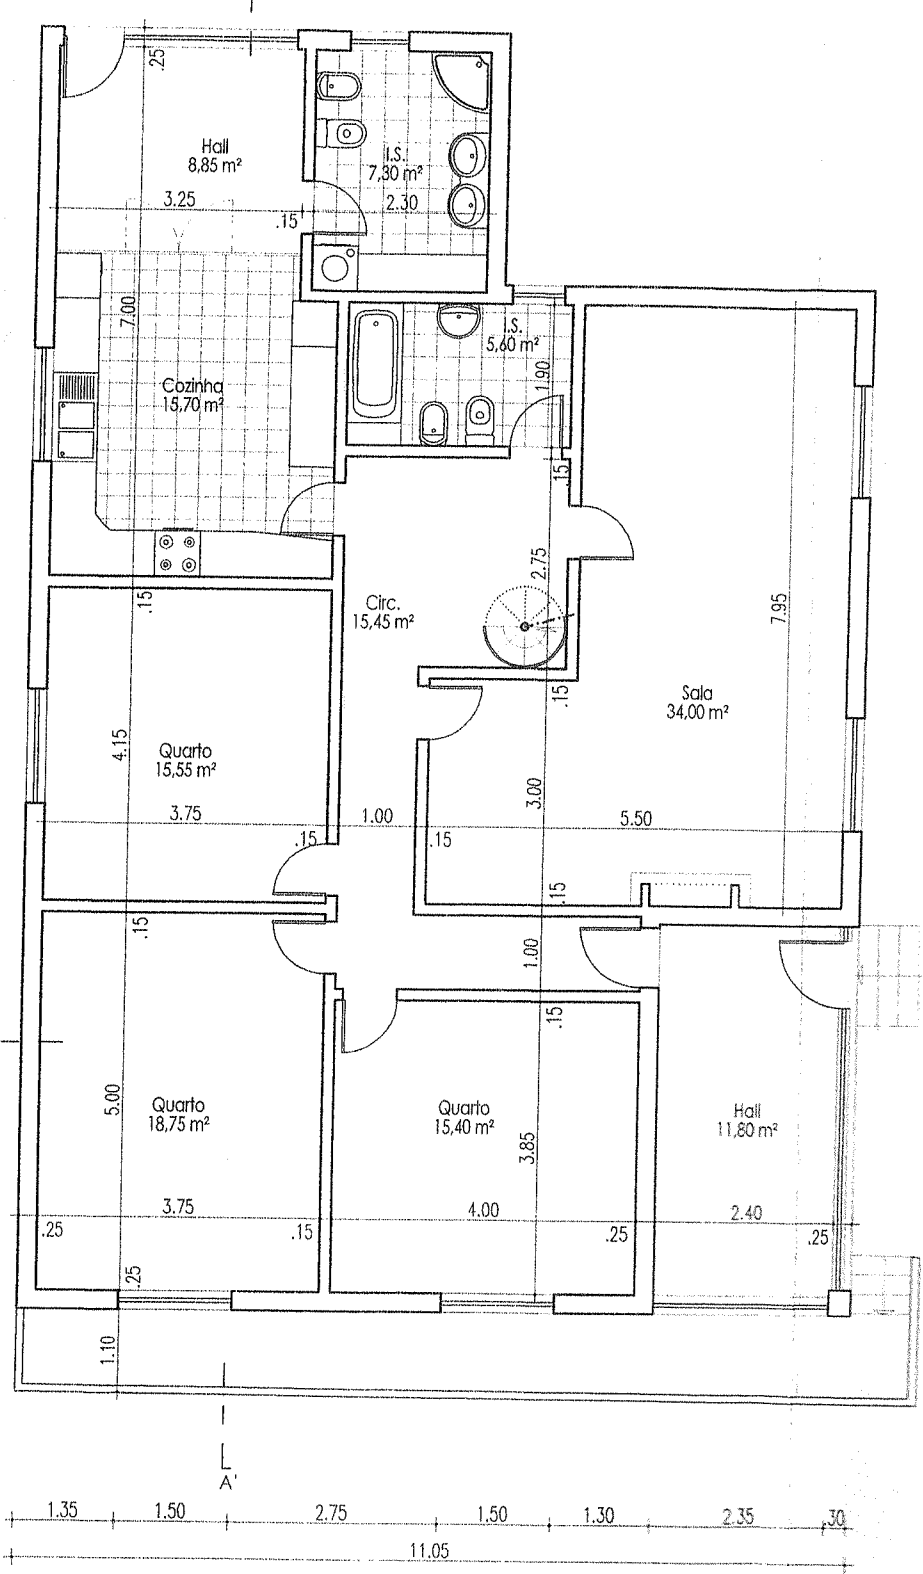 .25
Hall
8,85 m²
I.S.
7,30 m²
3.25
.15
2.30
7.00
I.S.
5,60 m²
1.90
Cozinha
15,70 m²
.15
2.75
.15
Circ.
15,45 m²
7.95
.15
Sala
34,00 m²
4.15
Quarto
15,55 m²
3.00
3.75
1.00
5.50
.15
.15
.15
.15
1.00
.15
5.00
Quarto
18,75 m²
Quarto
15,40 m²
Hall
11,80 m²
3.85
3.75
4.00
2.40
.25
.15
.25
.25
.25
1.10
A'
1.35
1.50
2.75
1.50
1.30
2.35
.30
11.05